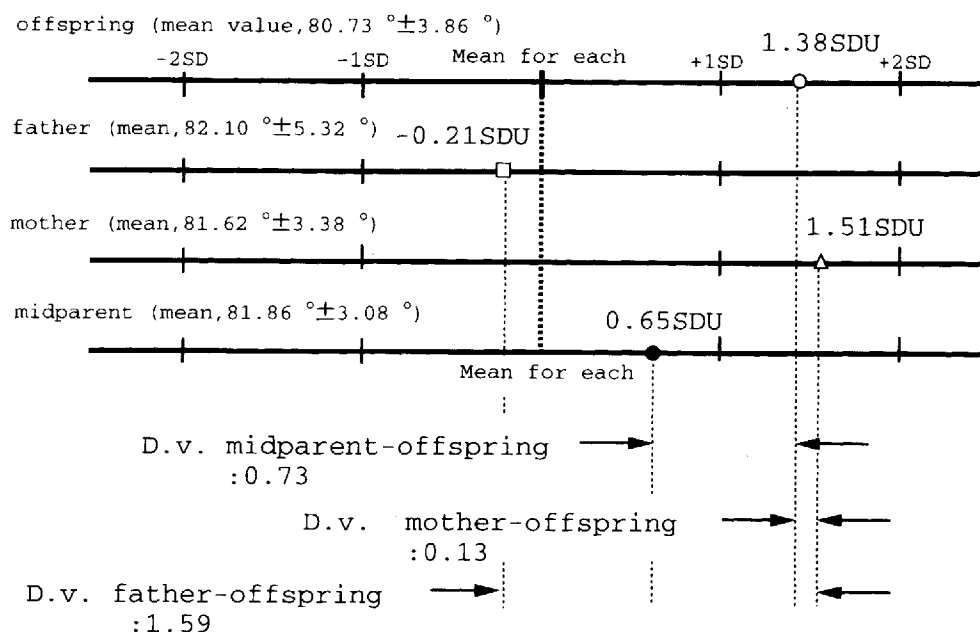 offspring (mean value,80.73 °±3.86 °)
1.38SDU
-2SD -1SD Mean for each +1SD +2SD
father (mean,82.10 °±5.32 °)
-0.21SDU
mother (mean,81.62 °±3.38 °)
1.51SDU
midparent (mean,81.86 °±3.08 °)
0.65SDU
Mean for each
D.v. midparent-offspring
:0.73
D.v. mother-offspring
:0.13
D.v. father-offspring
:1.59